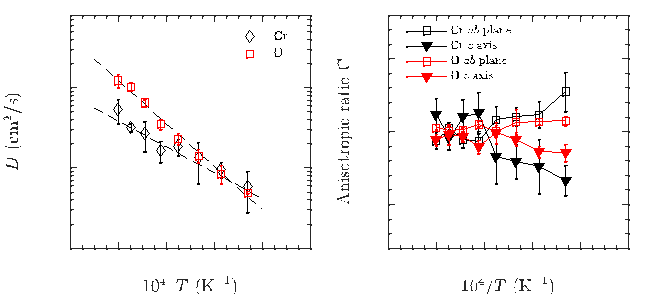 Cr
O
D (cm²/s)
10⁴ T (K⁻¹)
Cr ab plane
Cr c axis
O ab plane
O c axis
Anisotropic ratio ζ
10⁴/T (K⁻¹)